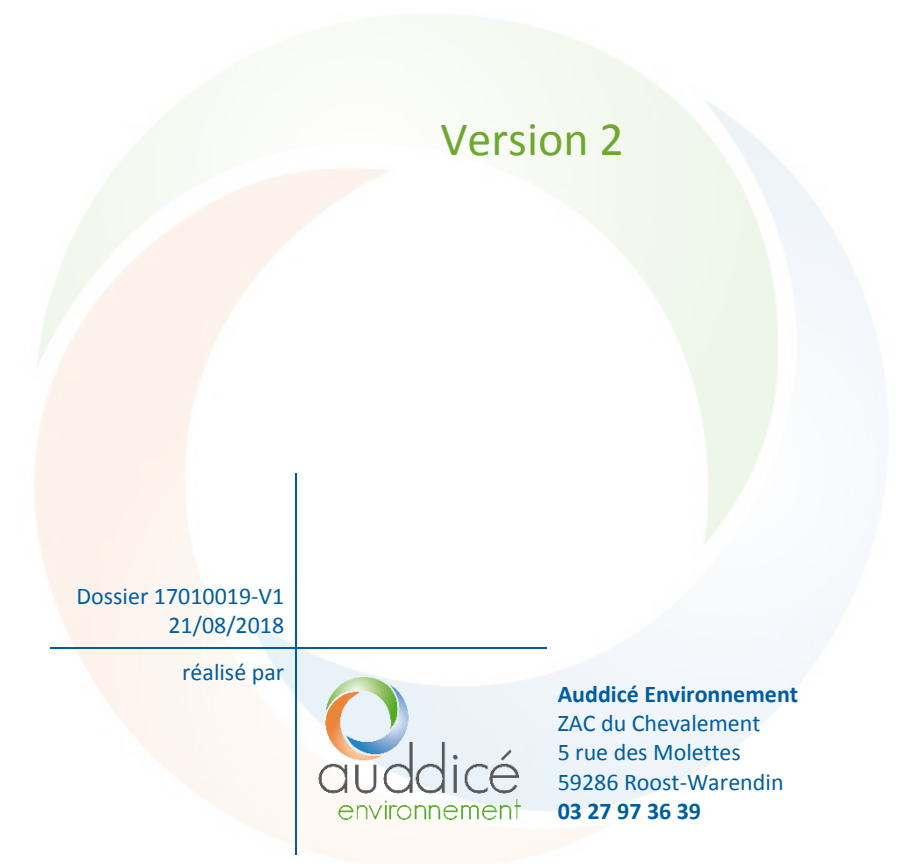 Version 2
Dossier 17010019-V1
21/08/2018
réalisé par
auddicé
environnement
Auddicé Environnement
ZAC du Chevalement
5 rue des Molettes
59286 Roost-Warendin
03 27 97 36 39